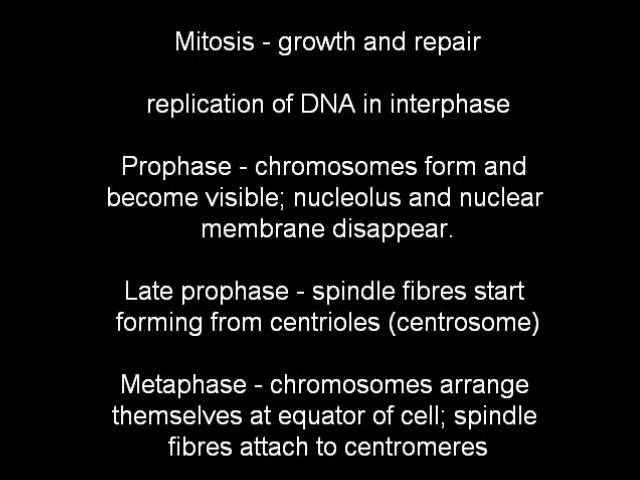 Mitosis - growth and repair
replication of DNA in interphase
Prophase - chromosomes form and
become visible; nucleolus and nuclear
membrane disappear.
Late prophase - spindle fibres start
forming from centrioles (centrosome)
Metaphase - chromosomes arrange
themselves at equator of cell; spindle
fibres attach to centromeres